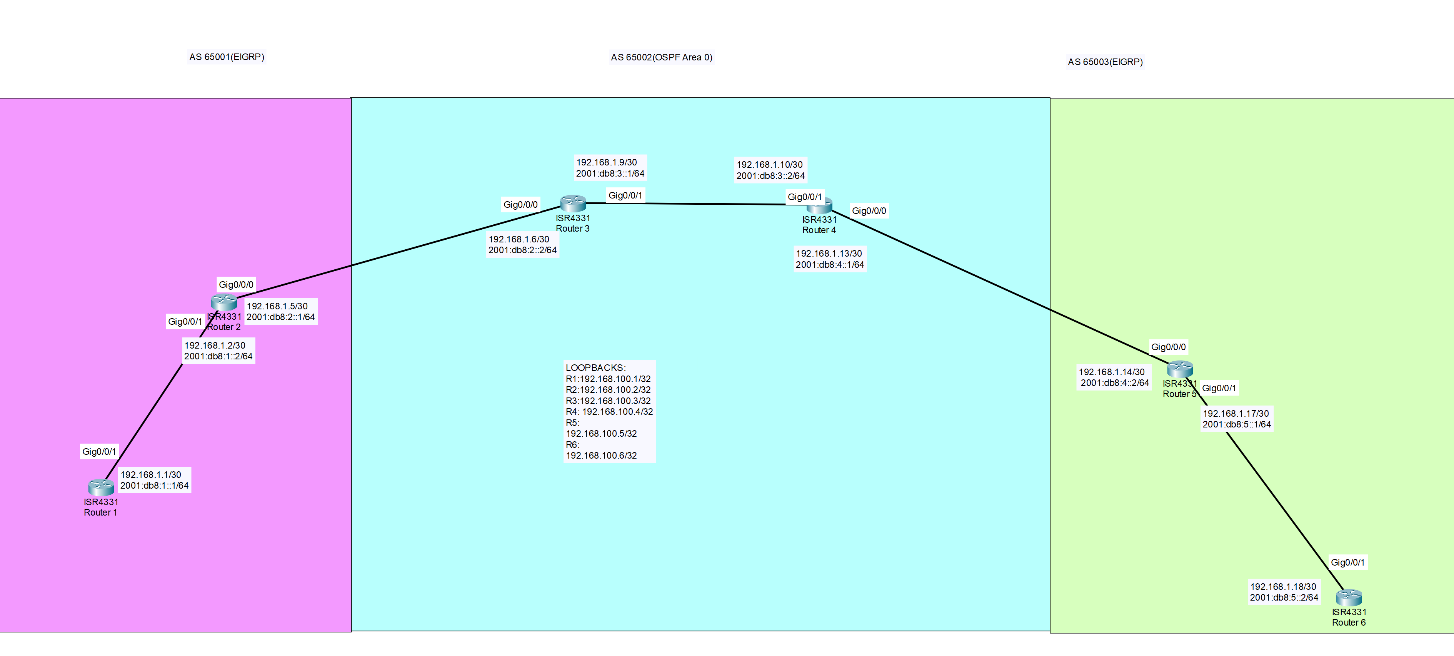 AS 65001(EIGRP)
AS 65002(OSPF Area 0)
AS 65003(EIGRP)
192.168.1.9/30
2001:db8:3::1/64
192.168.1.10/30
2001:db8:3::2/64
Gig0/0/0
Gig0/0/1
Gig0/0/1
Gig0/0/0
ISR4331
Router 3
ISR4331
Router 4
192.168.1.6/30
2001:db8:2::2/64
192.168.1.13/30
2001:db8:4::1/64
Gig0/0/0
192.168.1.5/30
2001:db8:2::1/64
Gig0/0/1
ISR4331
Router 2
192.168.1.2/30
2001:db8:1::2/64
LOOPBACKS:
R1:192.168.100.1/32
R2:192.168.100.2/32
R3:192.168.100.3/32
R4: 192.168.100.4/32
R5:
192.168.100.5/32
R6:
192.168.100.6/32
Gig0/0/0
192.168.1.14/30
2001:db8:4::2/64
ISR4331
Router 5
Gig0/0/1
192.168.1.17/30
2001:db8:5::1/64
Gig0/0/1
192.168.1.1/30
2001:db8:1::1/64
ISR4331
Router 1
Gig0/0/1
192.168.1.18/30
2001:db8:5::2/64
ISR4331
Router 6